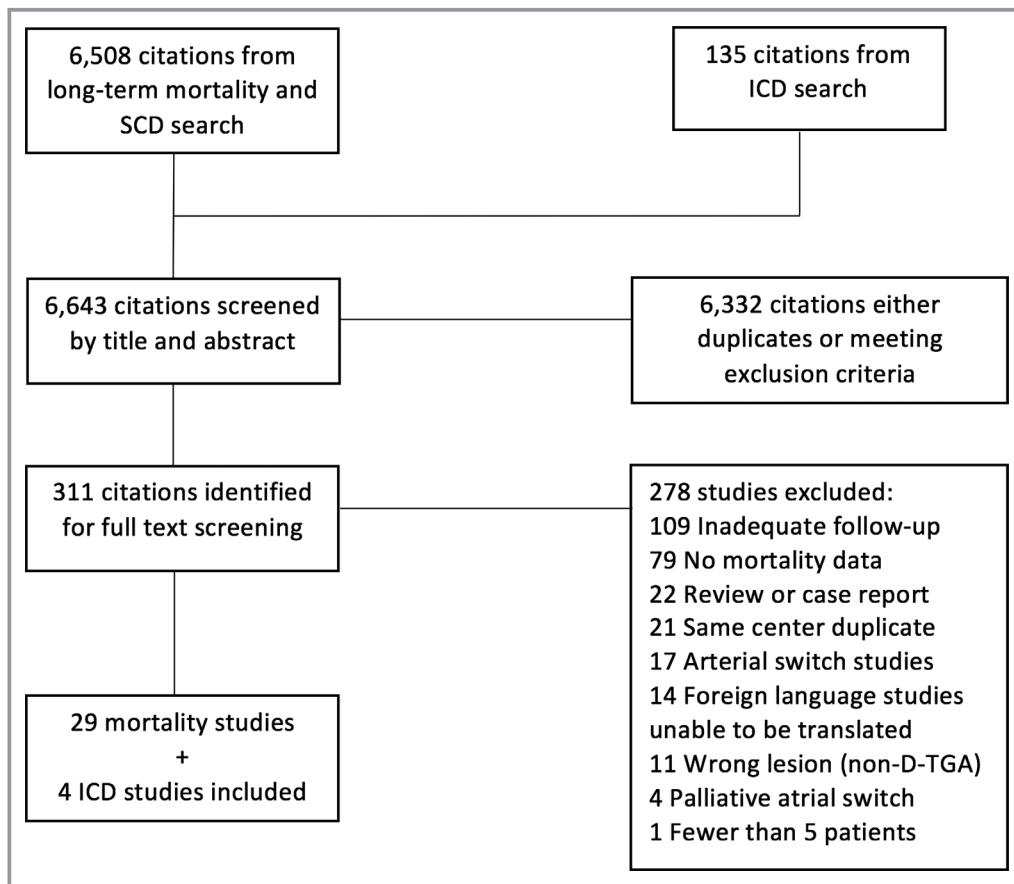 6,508 citations from
long-term mortality and
SCD search
135 citations from
ICD search
6,643 citations screened
by title and abstract
6,332 citations either
duplicates or meeting
exclusion criteria
311 citations identified
for full text screening
278 studies excluded:
109 Inadequate follow-up
79 No mortality data
22 Review or case report
21 Same center duplicate
17 Arterial switch studies
14 Foreign language studies
unable to be translated
11 Wrong lesion (non-D-TGA)
4 Palliative atrial switch
1 Fewer than 5 patients
29 mortality studies
+
4 ICD studies included